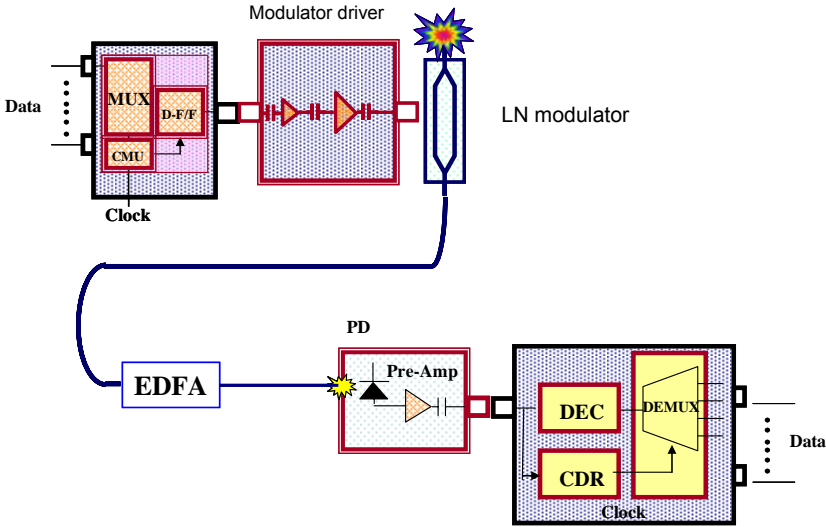 Modulator driver
MUX
Data
D-F/F
LN modulator
CMU
Clock
PD
Pre-Amp
EDFA
DEC
DEMUX
Data
CDR
Clock